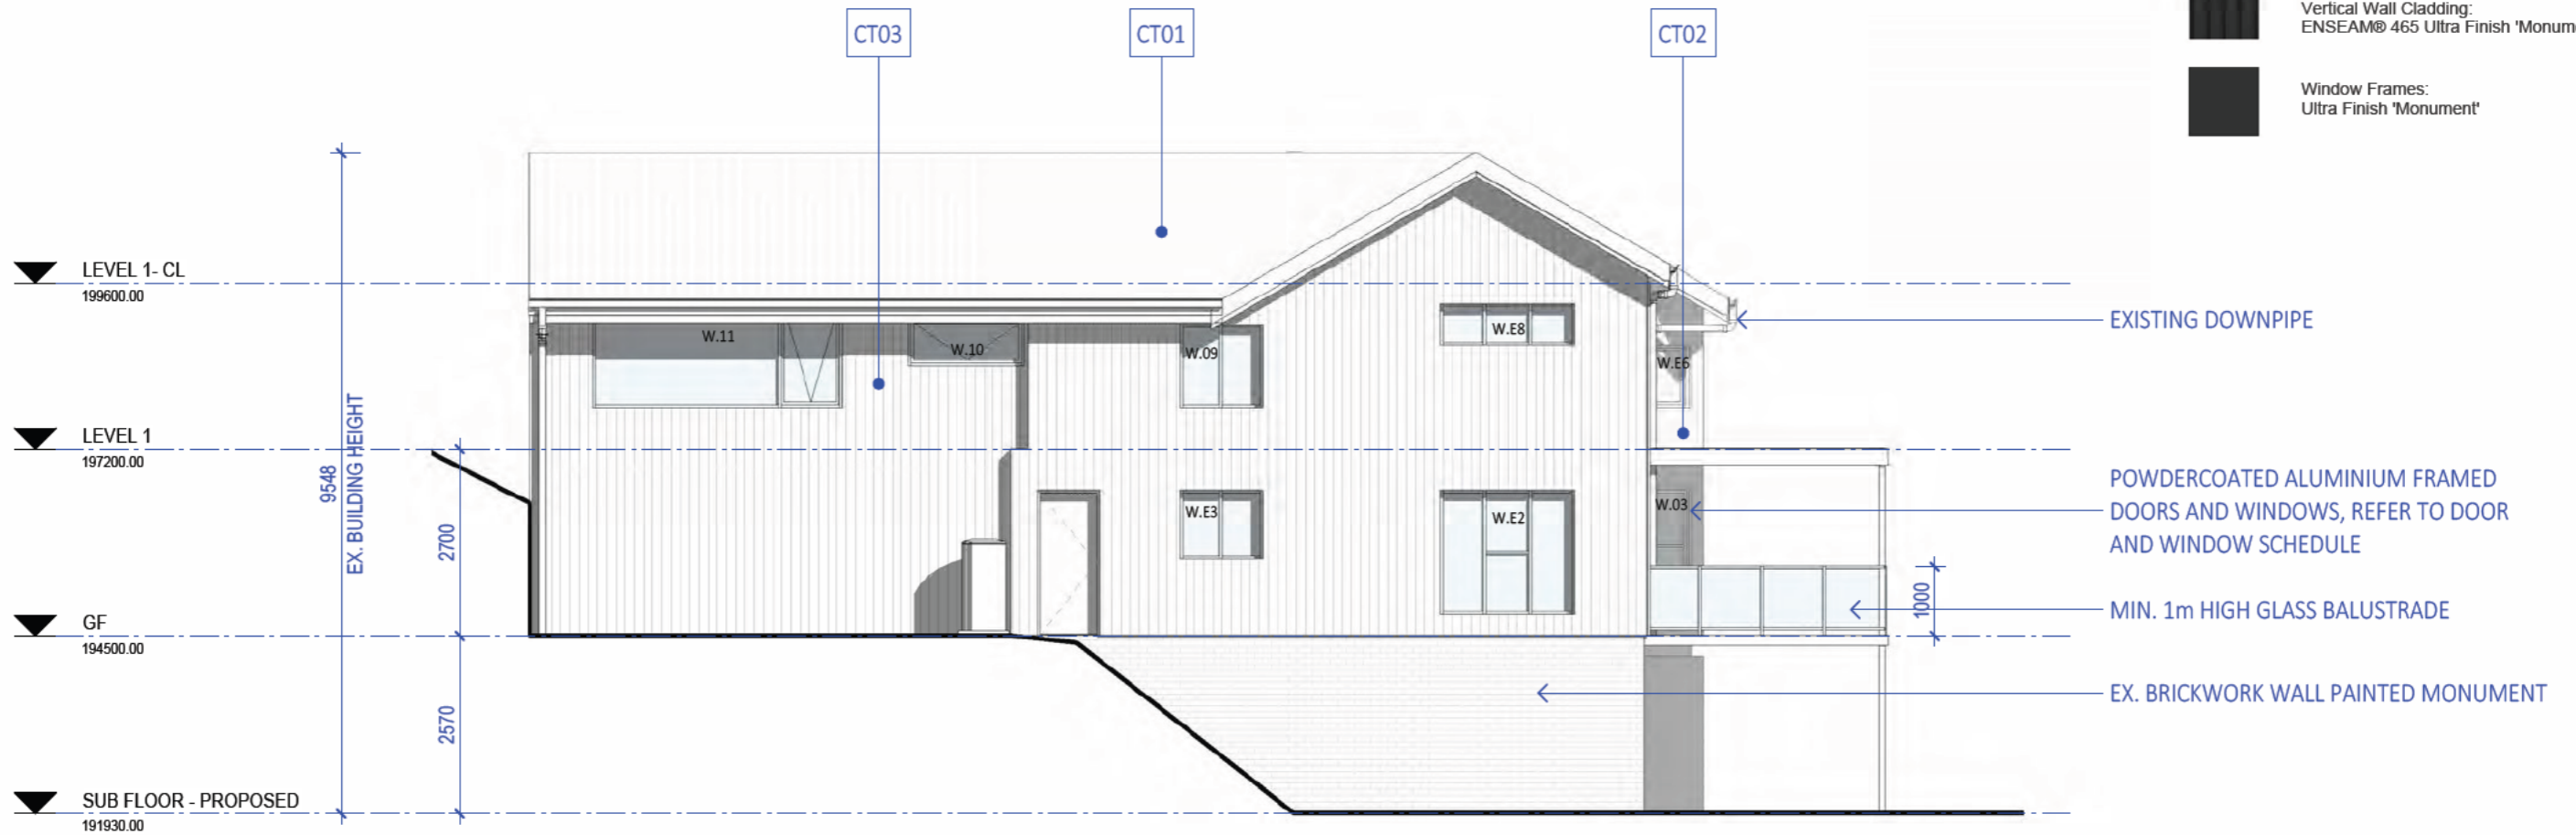 Vertical Wall Cladding:
ENSEAM® 465 Ultra Finish 'Monum
Window Frames:
Ultra Finish 'Monument'
CT03
CT01
CT02
LEVEL 1- CL
199600.00
EXISTING DOWNPIPE
W.11
W.10
W.09
W.E8
W.E6
LEVEL 1
197200.00
9548
EX. BUILDING HEIGHT
2700
POWDERCOATED ALUMINIUM FRAMED
DOORS AND WINDOWS, REFER TO DOOR
AND WINDOW SCHEDULE
W.E3
W.E2
W.03
1000
MIN. 1m HIGH GLASS BALUSTRADE
GF
194500.00
2570
EX. BRICKWORK WALL PAINTED MONUMENT
SUB FLOOR - PROPOSED
191930.00